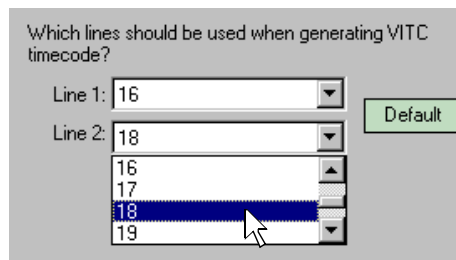 Which lines should be used when generating VITC
timecode?
Line 1: 16
Default
Line 2: 18
16
17
18
19